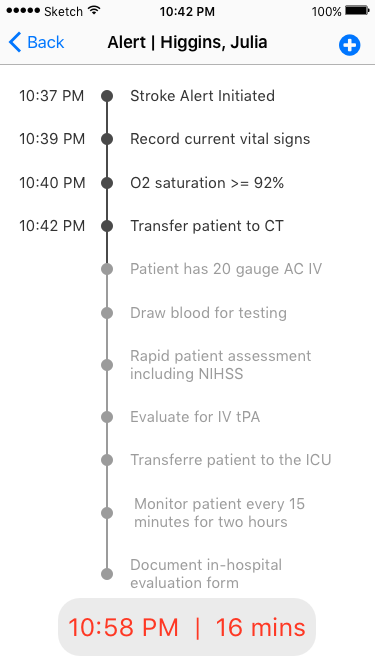 Sketch 10:42 PM 100%
Back Alert | Higgins, Julia
10:37 PM Stroke Alert Initiated
10:39 PM Record current vital signs
10:40 PM O2 saturation >= 92%
10:42 PM Transfer patient to CT
Patient has 20 gauge AC IV
Draw blood for testing
Rapid patient assessment
including NIHSS
Evaluate for IV tPA
Transferre patient to the ICU
Monitor patient every 15
minutes for two hours
Document in-hospital
evaluation form
10:58 PM | 16 mins